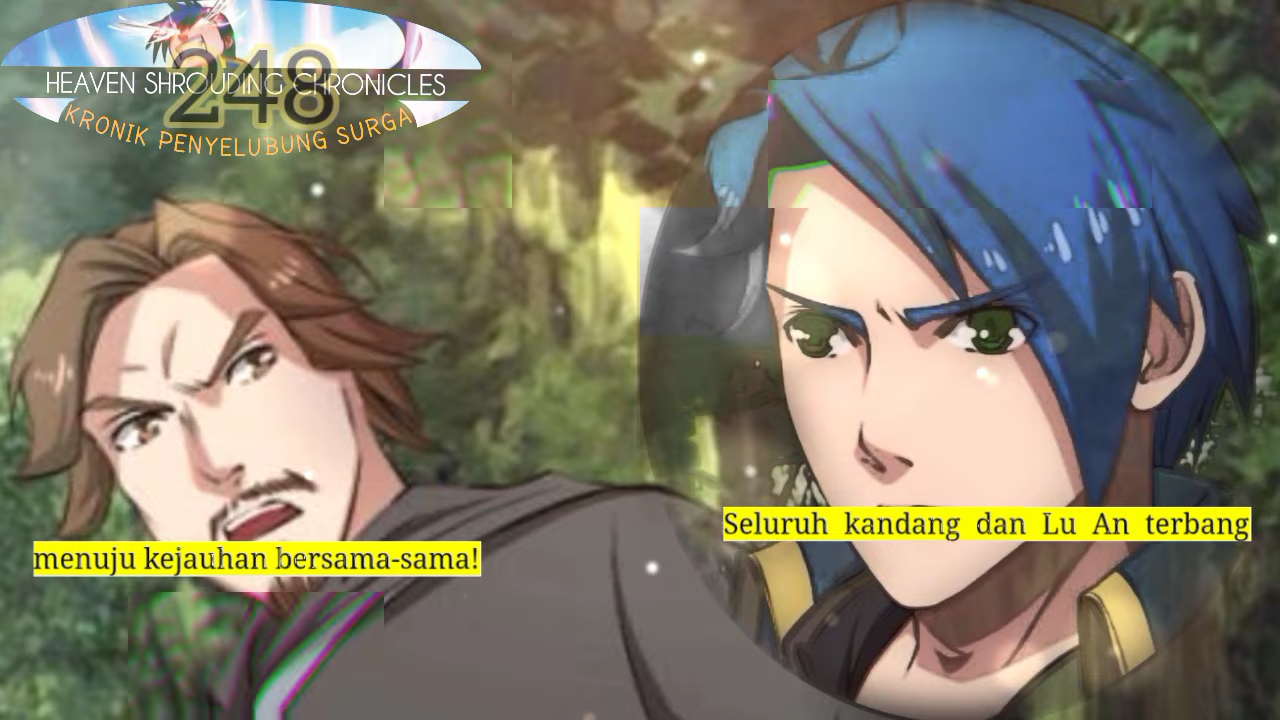 248
HEAVEN SHROUDING CHRONICLES
KRONIK PENYELUBUNG SURGA
Seluruh kandang dan Lu An terbang
menuju kejauhan bersama-sama!